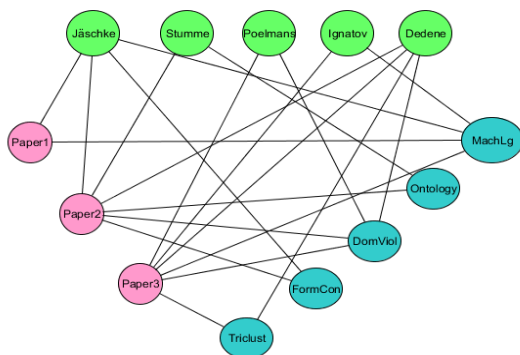 Jäschke Stumme Poelmans Ignatov Dedene
Paper1 MachLg
Ontology
Paper2
DomViol
Paper3 FormCon
Triclust